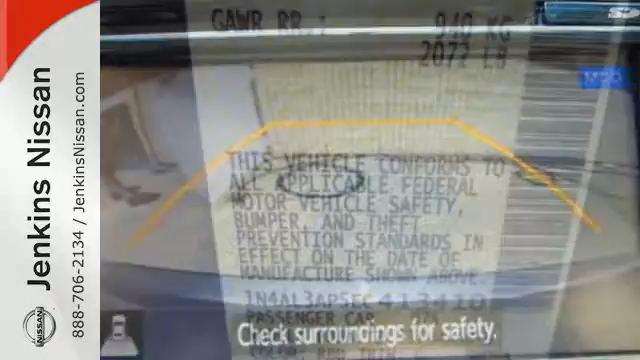 Jenkins Nissan
888-706-2134 / JenkinsNissan.com
NISSAN
GAWR RR.:
940 KG
2072 LB
MOD
THIS VEHICLE CONFORMS TO
ALL APPLICABLE FEDERAL
MOTOR VEHICLE SAFETY,
BUMPER, AND THEFT
PREVENTION STANDARDS IN
EFFECT ON THE DATE OF
MANUFACTURE SHOWN ABOVE.
1N4AL3AP5EC413410
PASSENGER CAR
Check surroundings for safety.